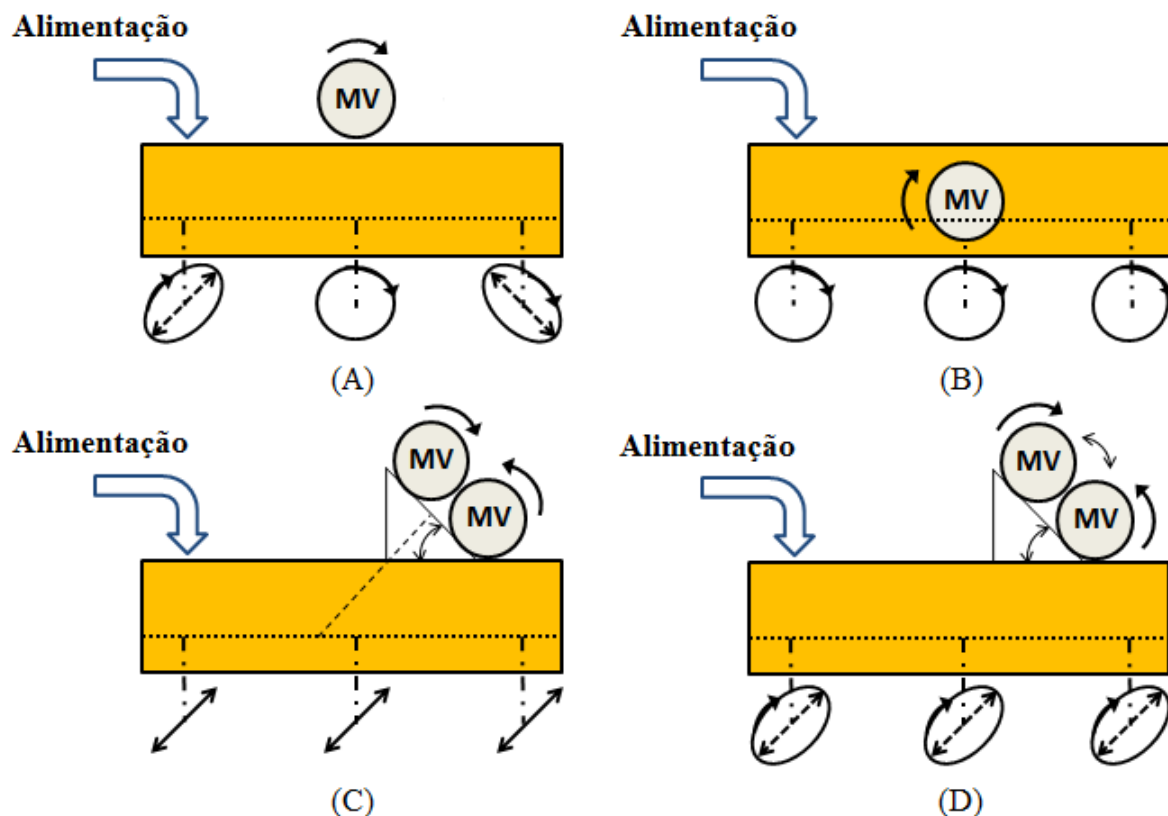 Alimentação
MV
(A)
Alimentação
MV
(B)
Alimentação
MV
MV
(C)
Alimentação
MV
MV
(D)